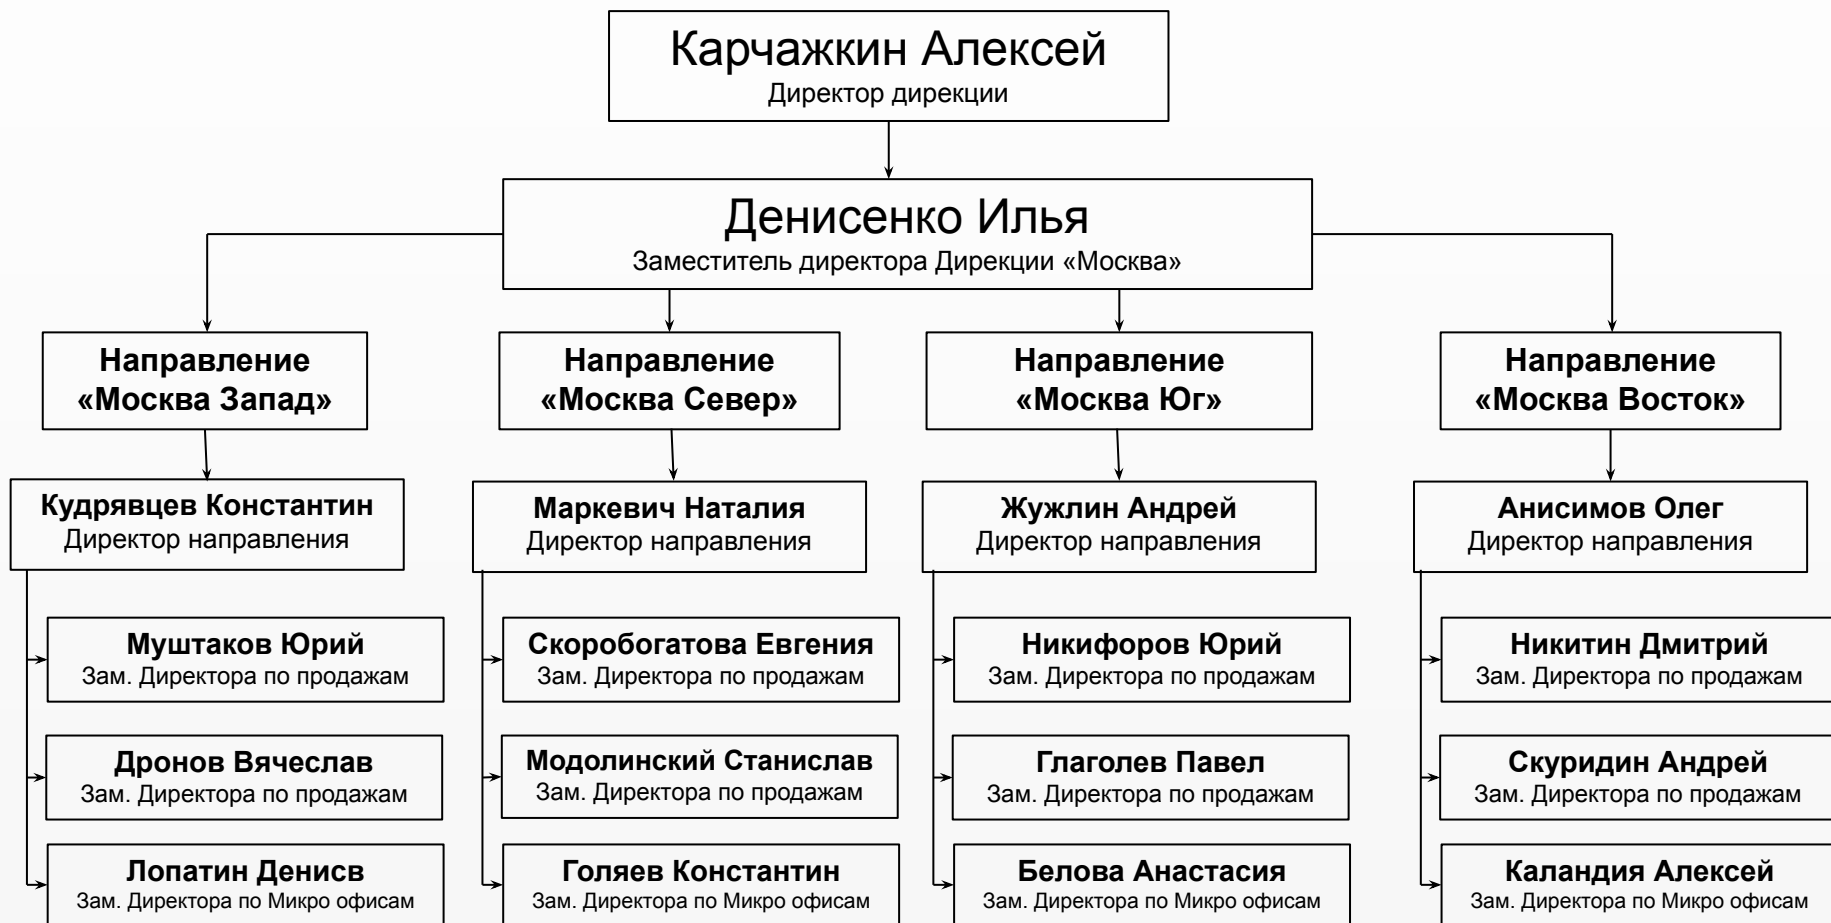 Карчажкин Алексей
Директор дирекции
Денисенко Илья
Заместитель директора Дирекции «Москва»
Направление
«Москва Запад»
Направление
«Москва Север»
Направление
«Москва Юг»
Направление
«Москва Восток»
Кудрявцев Константин
Директор направления
Маркевич Наталия
Директор направления
Жужлин Андрей
Директор направления
Анисимов Олег
Директор направления
Муштаков Юрий
Зам. Директора по продажам
Скоробогатова Евгения
Зам. Директора по продажам
Никифоров Юрий
Зам. Директора по продажам
Никитин Дмитрий
Зам. Директора по продажам
Дронов Вячеслав
Зам. Директора по продажам
Модолинский Станислав
Зам. Директора по продажам
Глаголев Павел
Зам. Директора по продажам
Скуридин Андрей
Зам. Директора по продажам
Лопатин Денисв
Зам. Директора по Микро офисам
Голяев Константин
Зам. Директора по Микро офисам
Белова Анастасия
Зам. Директора по Микро офисам
Каландия Алексей
Зам. Директора по Микро офисам